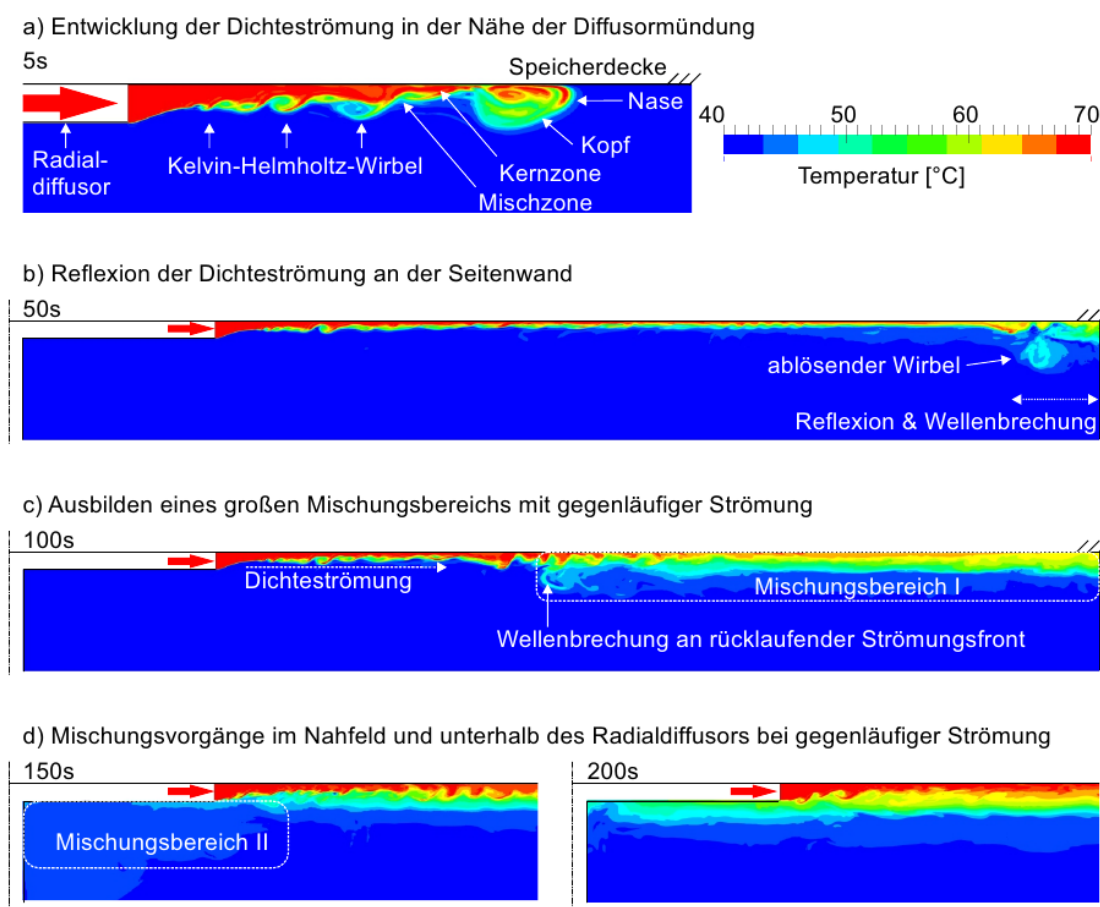 a) Entwicklung der Dichteströmung in der Nähe der Diffusormündung
5s
Speicherdecke
Nase
Kopf
Kernzone
Mischzone
Kelvin-Helmholtz-Wirbel
Radial-
diffusor
40 50 60 70
Temperatur [°C]
b) Reflexion der Dichteströmung an der Seitenwand
50s
ablösender Wirbel
Reflexion & Wellenbrechung
c) Ausbilden eines großen Mischungsbereichs mit gegenläufiger Strömung
100s
Dichteströmung
Mischungsbereich I
Wellenbrechung an rücklaufender Strömungsfront
d) Mischungsvorgänge im Nahfeld und unterhalb des Radialdiffusors bei gegenläufiger Strömung
150s
Mischungsbereich II
200s